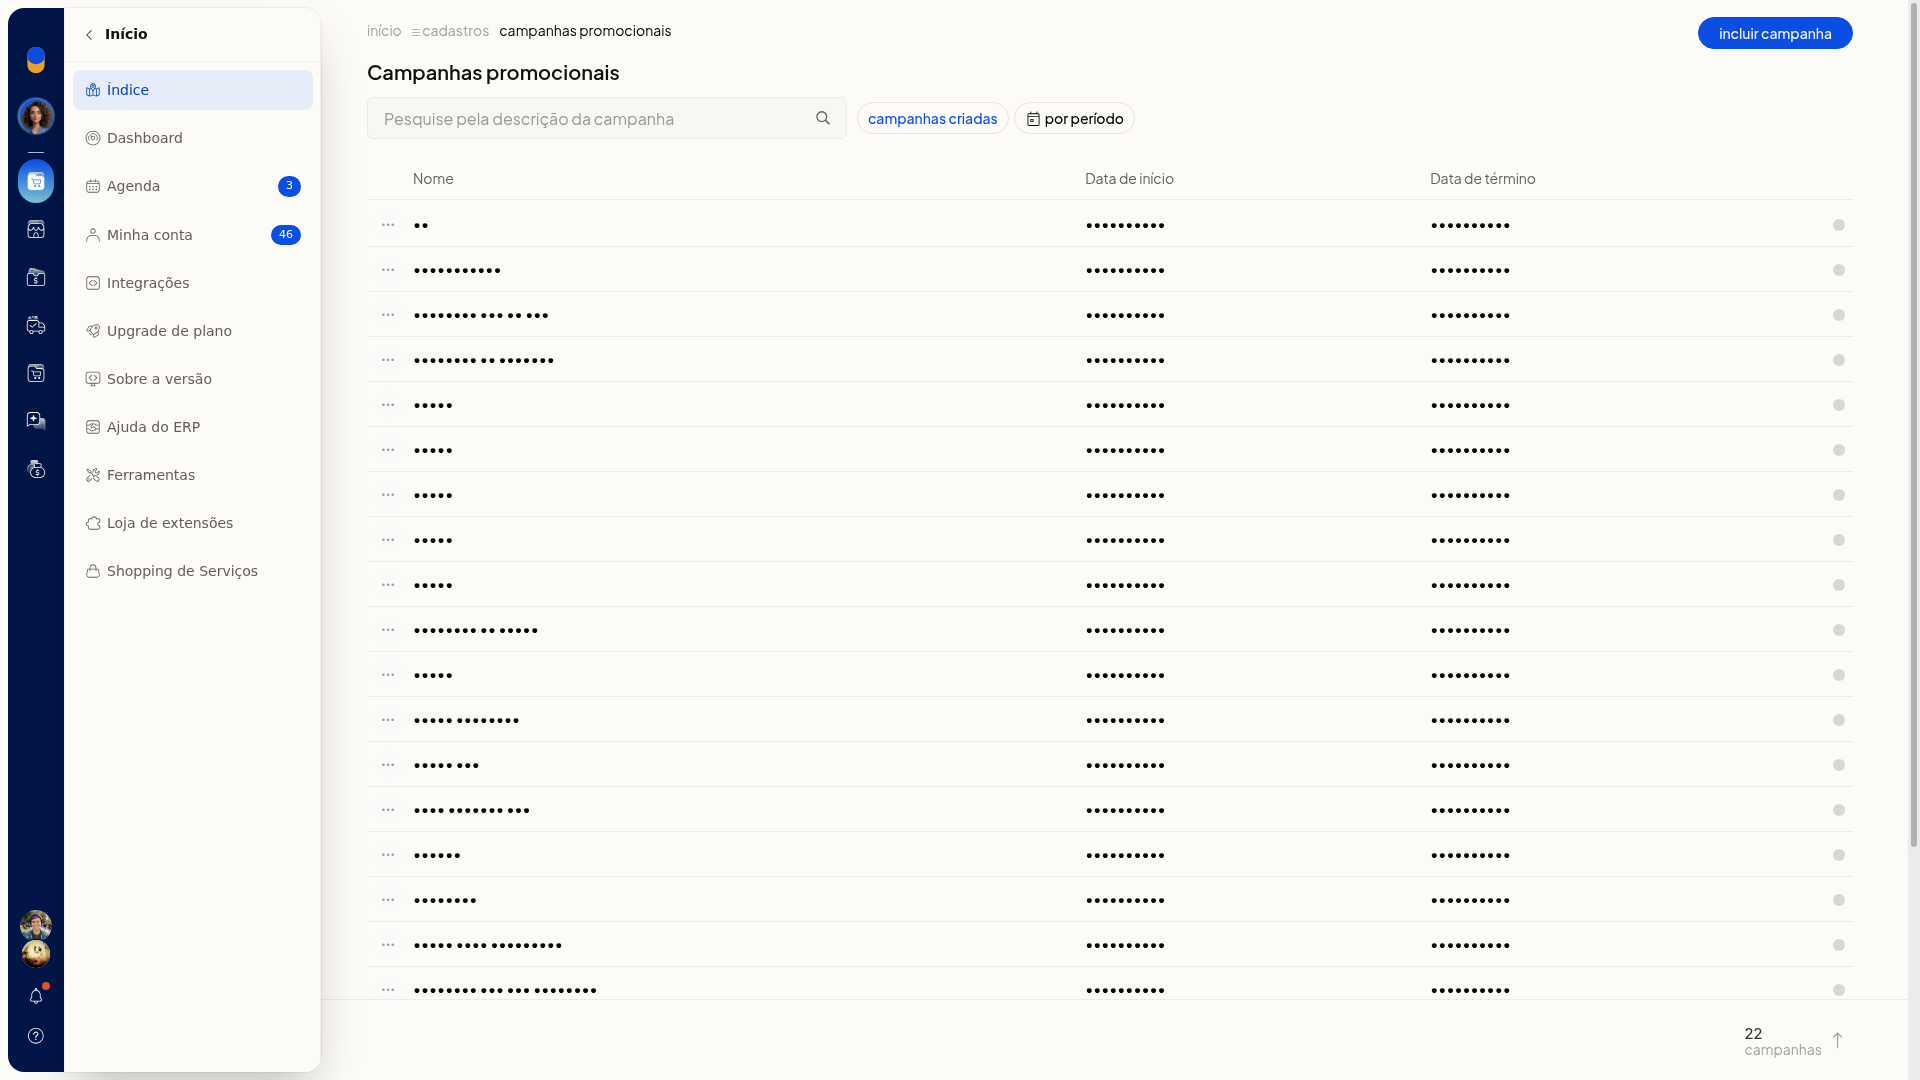 Início
Índice
Dashboard
Agenda 3
Minha conta 46
Integrações
Upgrade de plano
Sobre a versão
Ajuda do ERP
Ferramentas
Loja de extensões
Shopping de Serviços
início cadastros campanhas promocionais
incluir campanha
Campanhas promocionais
Pesquise pela descrição da campanha
campanhas criadas
por período
Nome Data de início Data de término
•• •••••••••• ••••••••••
••••••••••• •••••••••• ••••••••••
•••••••• ••• •• ••• •••••••••• ••••••••••
•••••••• •• ••••••• •••••••••• ••••••••••
••••• •••••••••• ••••••••••
••••• •••••••••• ••••••••••
••••• •••••••••• ••••••••••
••••• •••••••••• ••••••••••
••••• •••••••••• ••••••••••
•••••••• •• ••••• •••••••••• ••••••••••
••••• •••••••••• ••••••••••
••••• •••••••• •••••••••• ••••••••••
••••• ••• •••••••••• ••••••••••
•••• ••••••• ••• •••••••••• ••••••••••
•••••• •••••••••• ••••••••••
•••••••• •••••••••• ••••••••••
••••• •••• ••••••••• •••••••••• ••••••••••
•••••••• ••• ••• •••••••• •••••••••• ••••••••••
22
campanhas